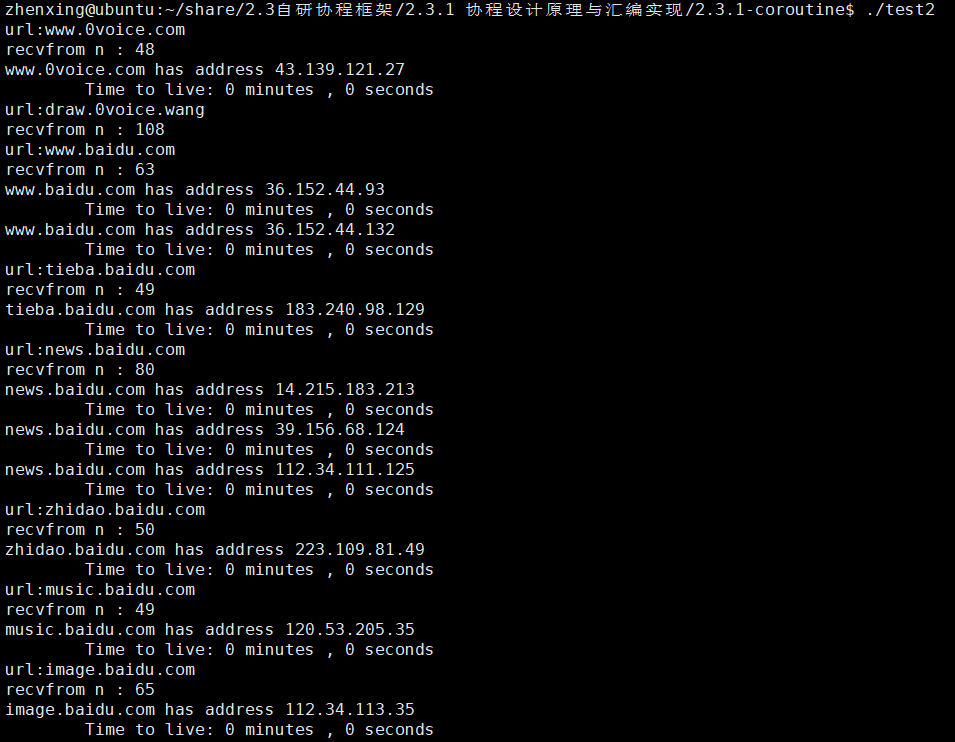 zhenxing@ubuntu:~/share/2.3自研协程框架/2.3.1 协程设计原理与汇编实现/2.3.1-coroutine$ ./test2
url:www.0voice.com
recvfrom n : 48
www.0voice.com has address 43.139.121.27
        Time to live: 0 minutes , 0 seconds
url:draw.0voice.wang
recvfrom n : 108
url:www.baidu.com
recvfrom n : 63
www.baidu.com has address 36.152.44.93
        Time to live: 0 minutes , 0 seconds
www.baidu.com has address 36.152.44.132
        Time to live: 0 minutes , 0 seconds
url:tieba.baidu.com
recvfrom n : 49
tieba.baidu.com has address 183.240.98.129
        Time to live: 0 minutes , 0 seconds
url:news.baidu.com
recvfrom n : 80
news.baidu.com has address 14.215.183.213
        Time to live: 0 minutes , 0 seconds
news.baidu.com has address 39.156.68.124
        Time to live: 0 minutes , 0 seconds
news.baidu.com has address 112.34.111.125
        Time to live: 0 minutes , 0 seconds
url:zhidao.baidu.com
recvfrom n : 50
zhidao.baidu.com has address 223.109.81.49
        Time to live: 0 minutes , 0 seconds
url:music.baidu.com
recvfrom n : 49
music.baidu.com has address 120.53.205.35
        Time to live: 0 minutes , 0 seconds
url:image.baidu.com
recvfrom n : 65
image.baidu.com has address 112.34.113.35
        Time to live: 0 minutes , 0 seconds